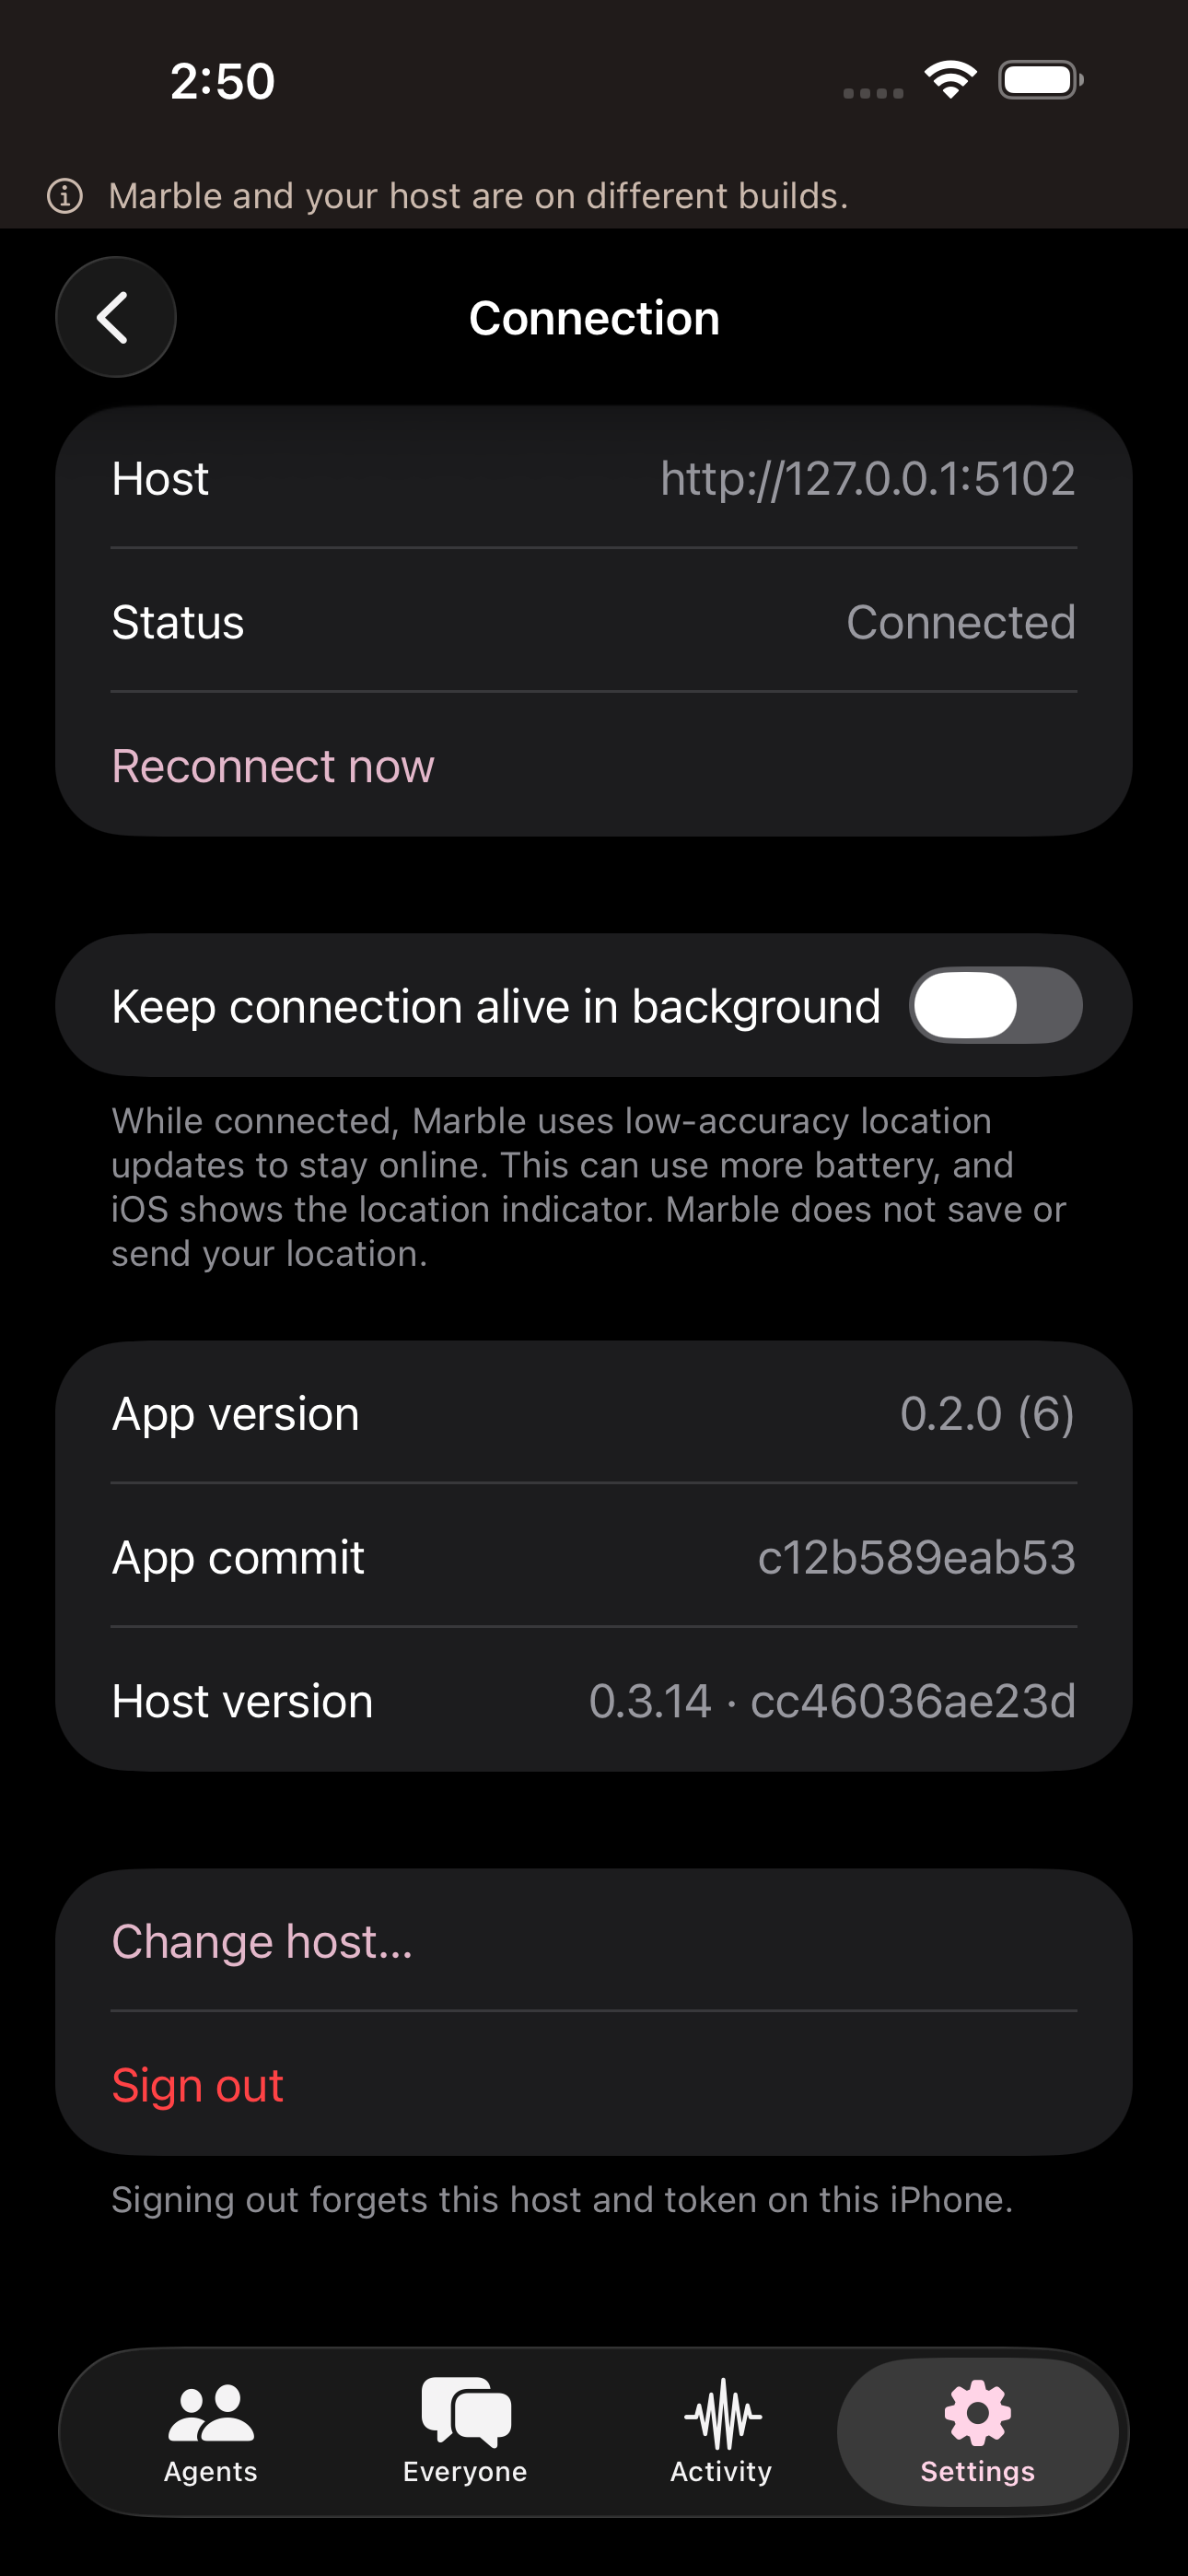 2:50
Marble and your host are on different builds.
Connection
Host http://127.0.0.1:5102
Status Connected
Reconnect now
Keep connection alive in background
While connected, Marble uses low-accuracy location
updates to stay online. This can use more battery, and
iOS shows the location indicator. Marble does not save or
send your location.
App version 0.2.0 (6)
App commit c12b589eab53
Host version 0.3.14 · cc46036ae23d
Change host...
Sign out
Signing out forgets this host and token on this iPhone.
Agents Everyone Activity Settings